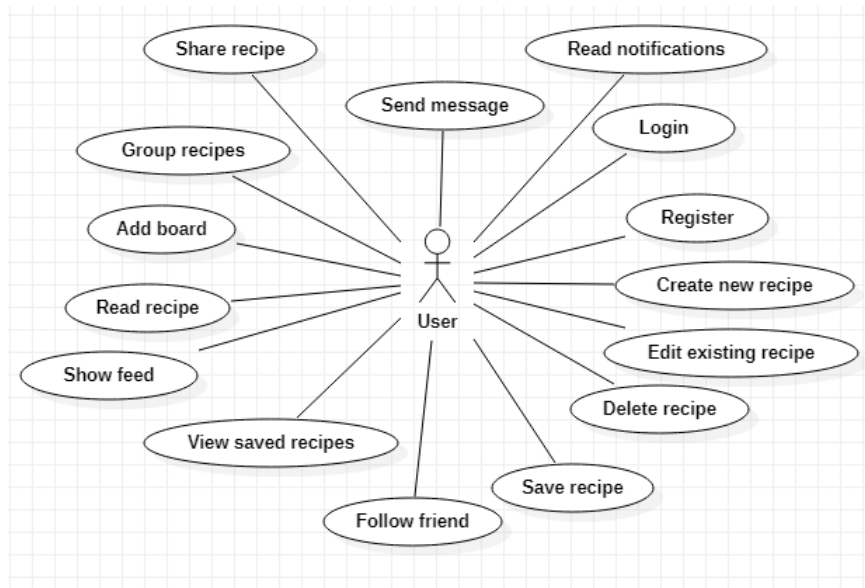 Share recipe
Read notifications
Send message
Login
Group recipes
Register
Add board
Create new recipe
Read recipe
User
Edit existing recipe
Show feed
Delete recipe
View saved recipes
Save recipe
Follow friend